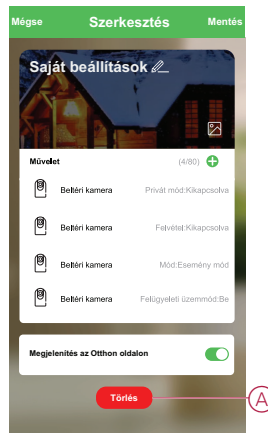 Mégse Szerkesztés Mentés
Saját beállítások
Művelet (4/80)
Beltéri kamera Privát mód:Kikapcsolva
Beltéri kamera Felvétel:Kikapcsolva
Beltéri kamera Mód:Esemény mód
Beltéri kamera Felügyeleti üzemmód:Be
Megjelenítés az Otthon oldalon
Törlés
A